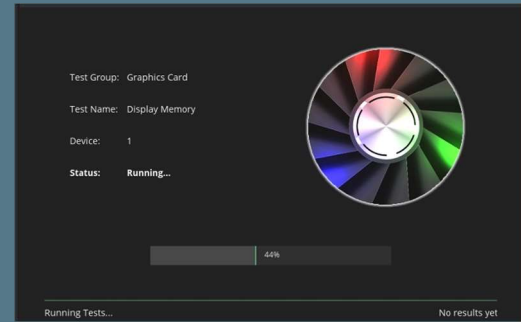 Test Group: Graphics Card
Test Name: Display Memory
Device: 1
Status: Running...
44%
Running Tests...
No results yet